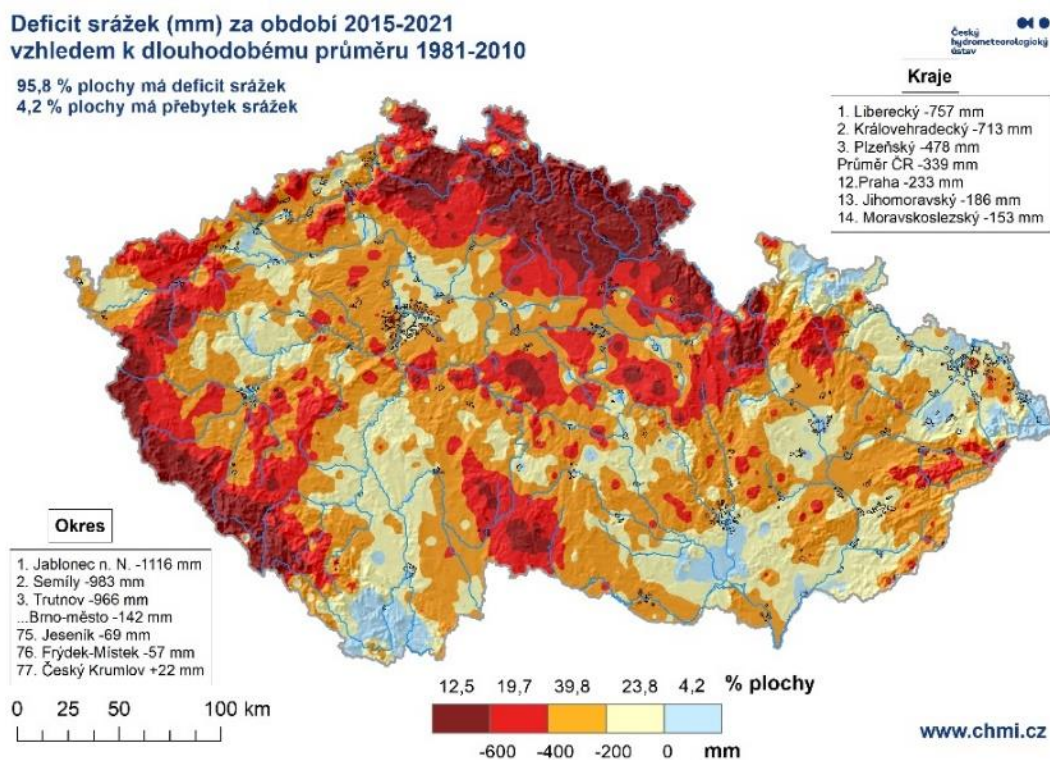 Deficit srážek (mm) za období 2015-2021
vzhledem k dlouhodobému průměru 1981-2010
95,8 % plochy má deficit srážek
4,2 % plochy má přebytek srážek
Český
hydrometeorologický
ústav
Kraje
1. Liberecký -757 mm
2. Královehradecký -713 mm
3. Plzeňský -478 mm
Průměr ČR -339 mm
12.Praha -233 mm
13. Jihomoravský -186 mm
14. Moravskoslezský -153 mm
Okres
1. Jablonec n. N. -1116 mm
2. Semily -983 mm
3. Trutnov -966 mm
...Brno-město -142 mm
75. Jeseník -69 mm
76. Frýdek-Místek -57 mm
77. Český Krumlov +22 mm
0 25 50 100 km
12,5 19,7 39,8 23,8 4,2 % plochy
-600 -400 -200 0 mm
www.chmi.cz